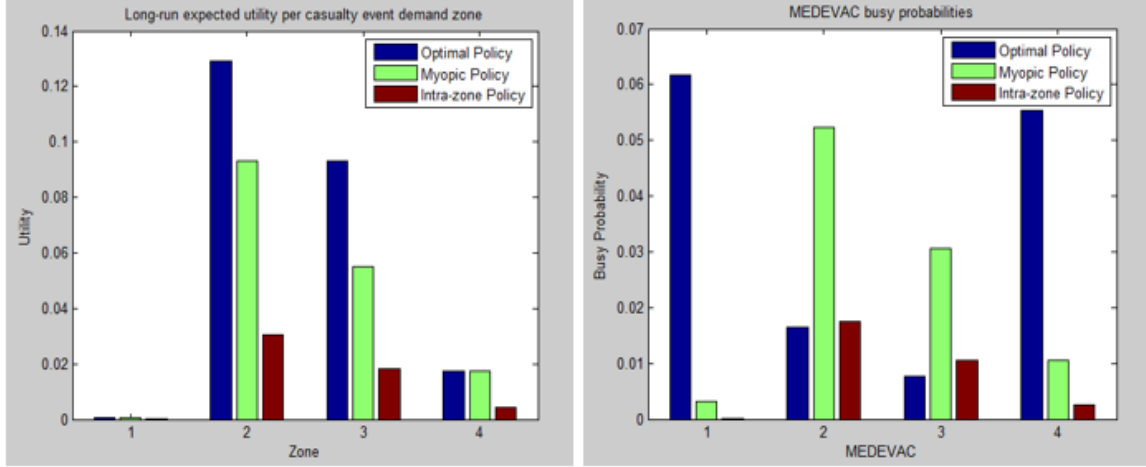 Long-run expected utility per casualty event demand zone
0.14
0.12
0.1
0.08
0.06
0.04
0.02
0
Utility
Optimal Policy
Myopic Policy
Intra-zone Policy
1 2 3 4
Zone
MEDEVAC busy probabilities
0.07
0.06
0.05
0.04
0.03
0.02
0.01
0
Busy Probability
Optimal Policy
Myopic Policy
Intra-zone Policy
1 2 3 4
MEDEVAC